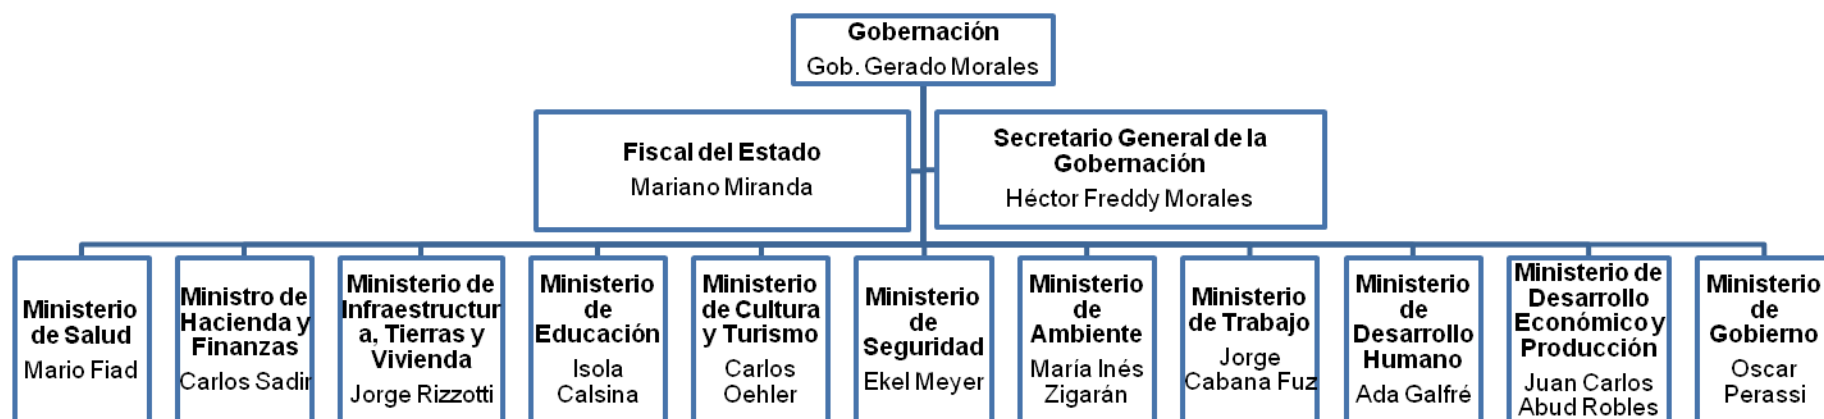 Gobernación
Gob. Gerado Morales
Fiscal del Estado
Mariano Miranda
Secretario General de la
Gobernación
Héctor Freddy Morales
Ministerio
de Salud
Mario Fiad
Ministro de
Hacienda y
Finanzas
Carlos Sadir
Ministerio de
Infraestructur
a, Tierras y
Vivienda
Jorge Rizzotti
Ministerio
de
Educación
Isola
Calsina
Ministerio
de Cultura
y Turismo
Carlos
Oehler
Ministerio
de
Seguridad
Ekel Meyer
Ministerio
de
Ambiente
María Inés
Zigarán
Ministerio
de Trabajo
Jorge
Cabana Fuz
Ministerio
de
Desarrollo
Humano
Ada Galfré
Ministerio de
Desarrollo
Económico y
Producción
Juan Carlos
Abud Robles
Ministerio
de
Gobierno
Oscar
Perassi